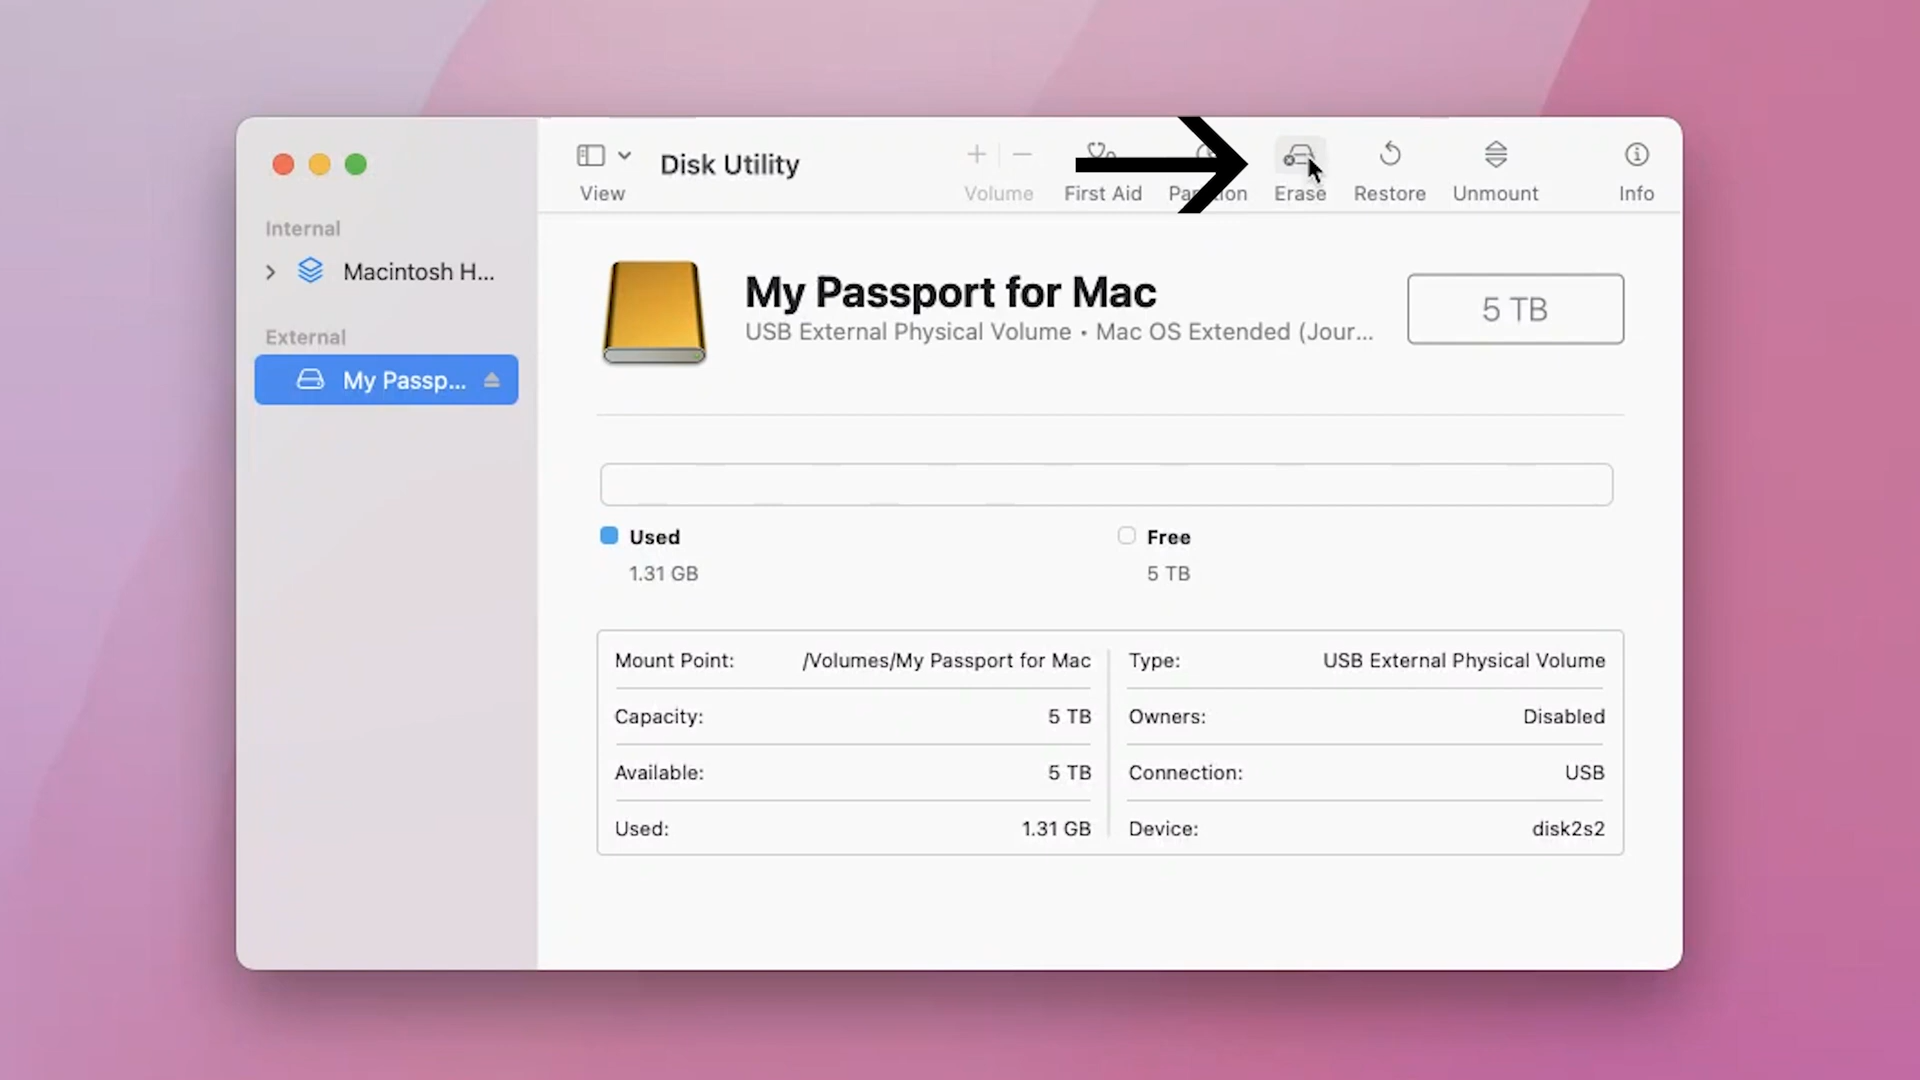 Disk Utility
View
Volume
First Aid
Erase
Restore
Unmount
Info
Internal
Macintosh H...
External
My Passp...
My Passport for Mac
USB External Physical Volume • Mac OS Extended (Jour...
5 TB
Used
1.31 GB
Free
5 TB
Mount Point: /Volumes/My Passport for Mac
Capacity: 5 TB
Available: 5 TB
Used: 1.31 GB
Type: USB External Physical Volume
Owners: Disabled
Connection: USB
Device: disk2s2